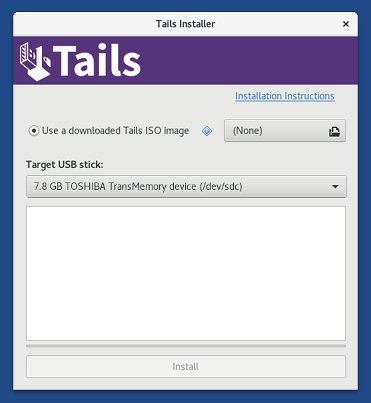 Tails Installer
Tails
Installation Instructions
Use a downloaded Tails ISO image
(None)
Target USB stick:
7.8 GB TOSHIBA TransMemory device (/dev/sdc)
Install